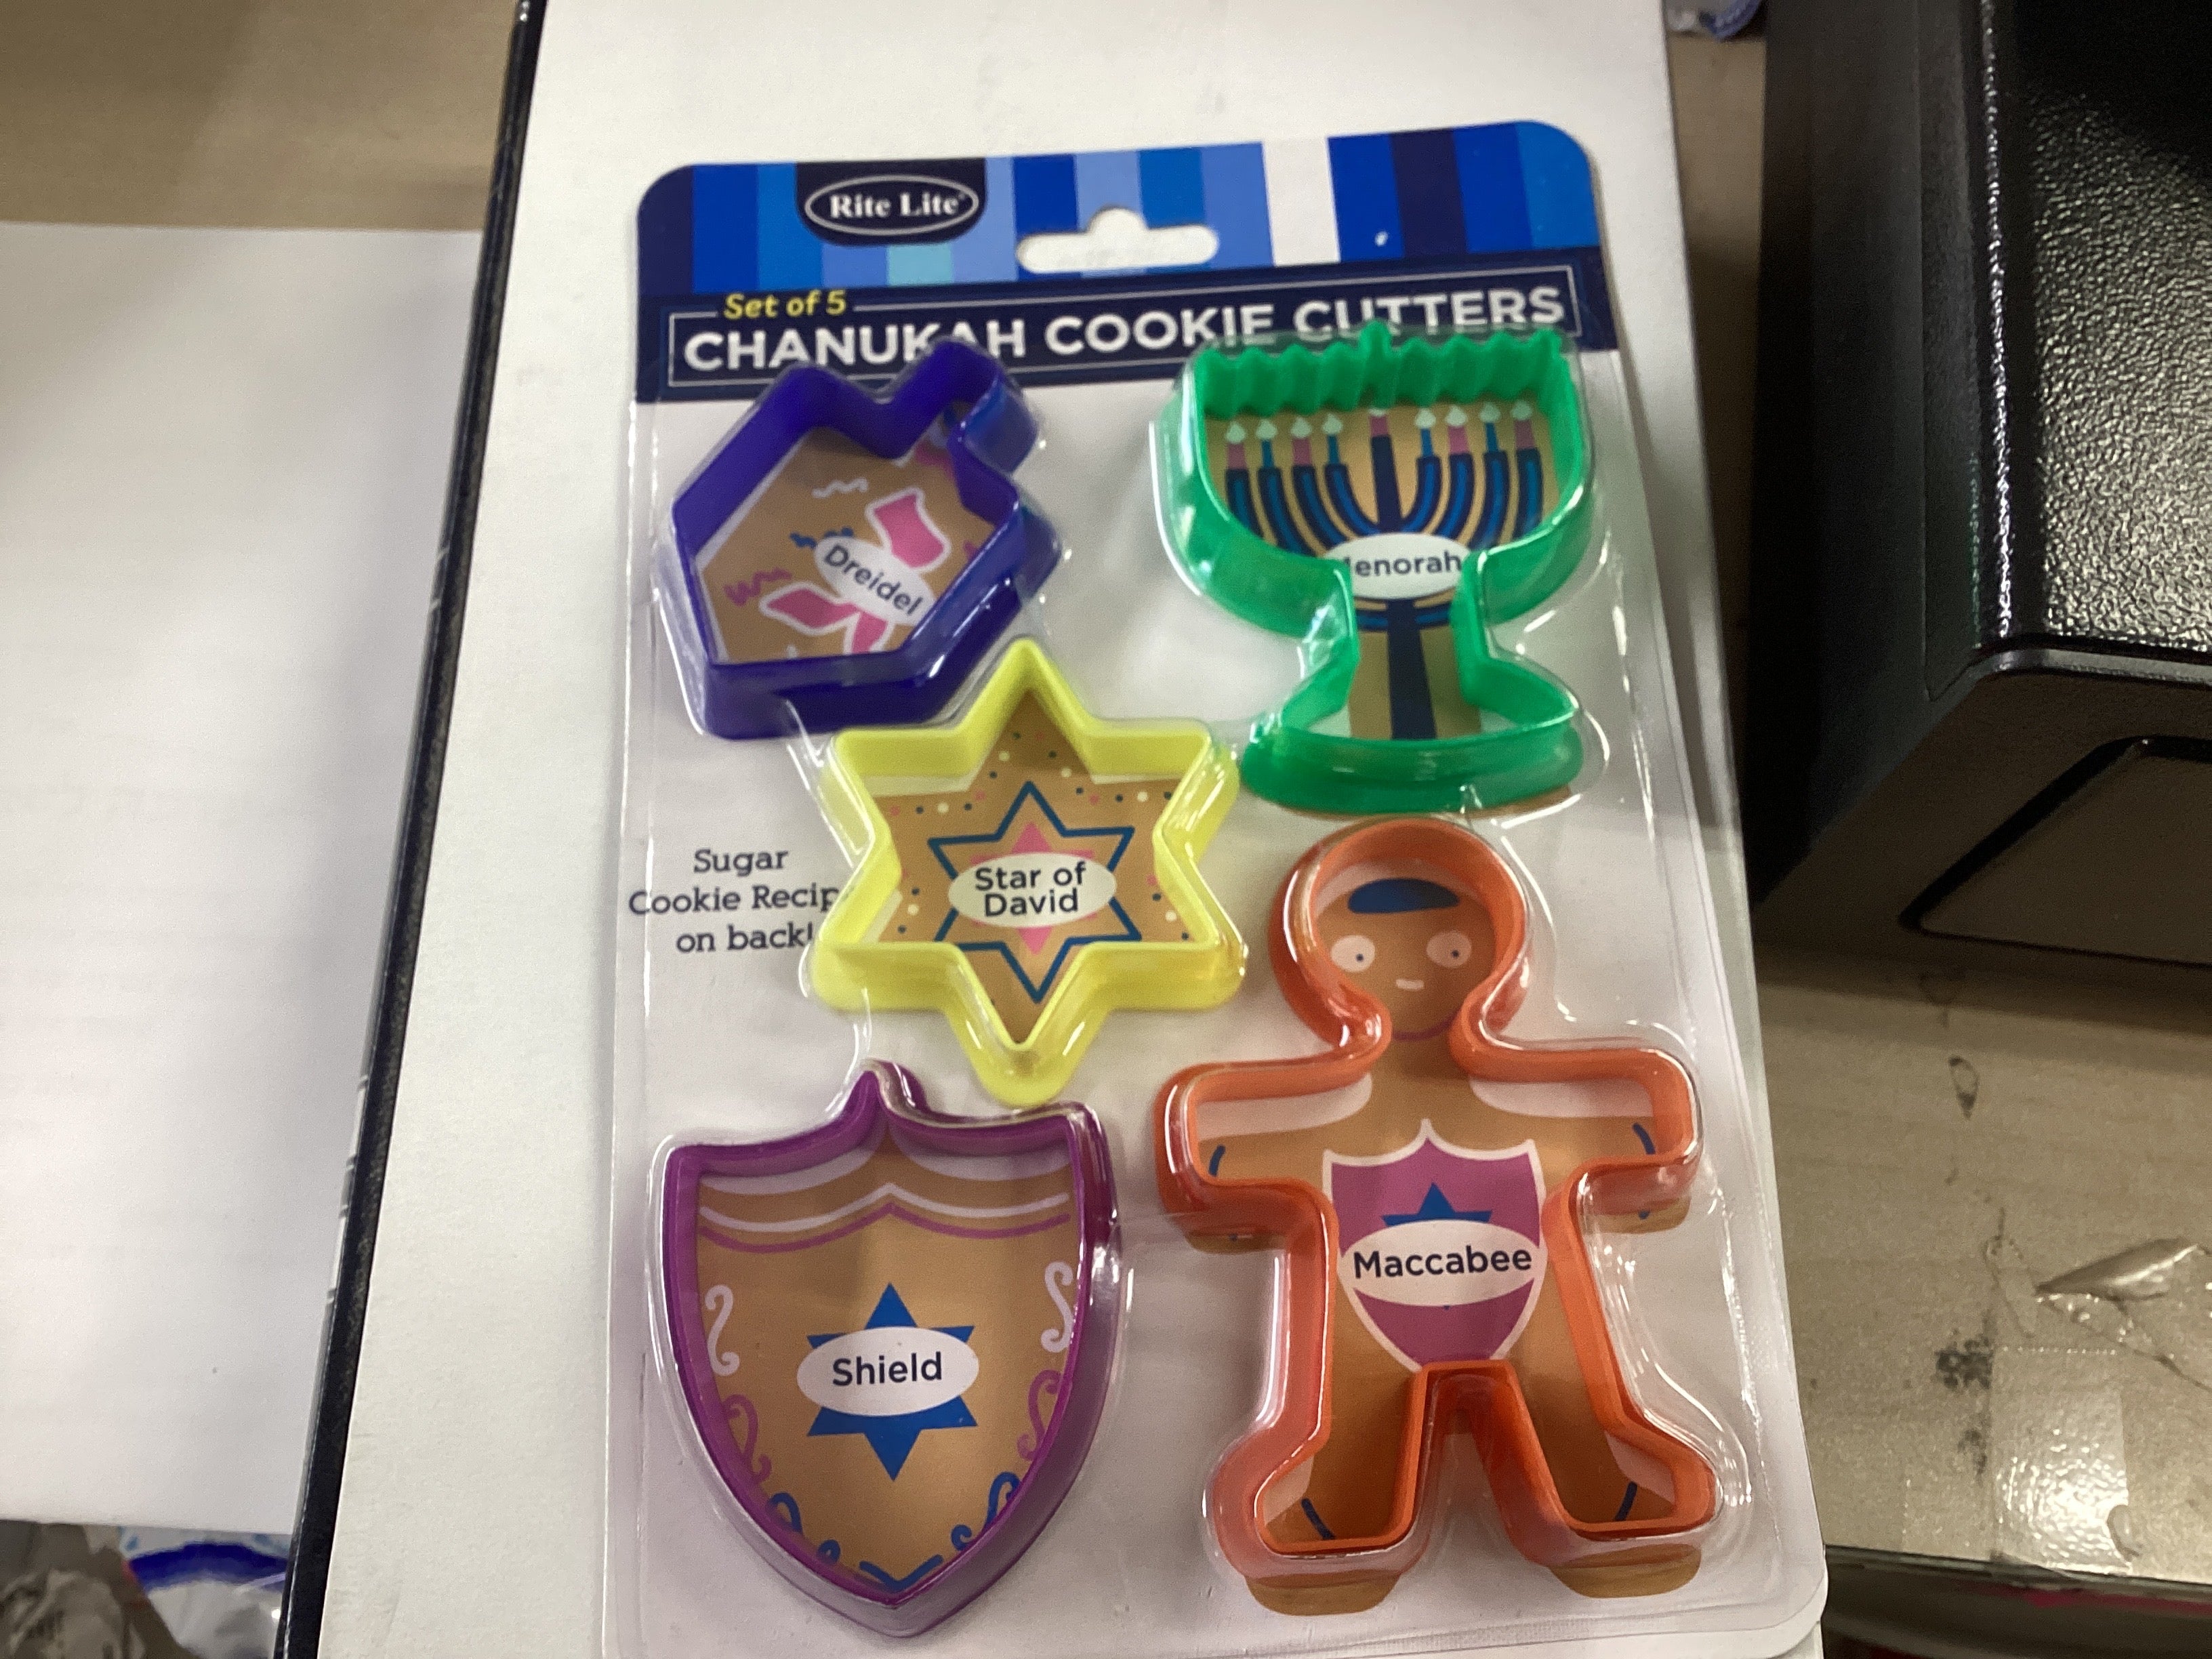 Rite Lite®
Set of 5
CHANUKAH COOKIE CUTTERS
Dreidel
Menorah
Star of
David
Sugar
Cookie Recipe
on back!
Shield
Maccabee